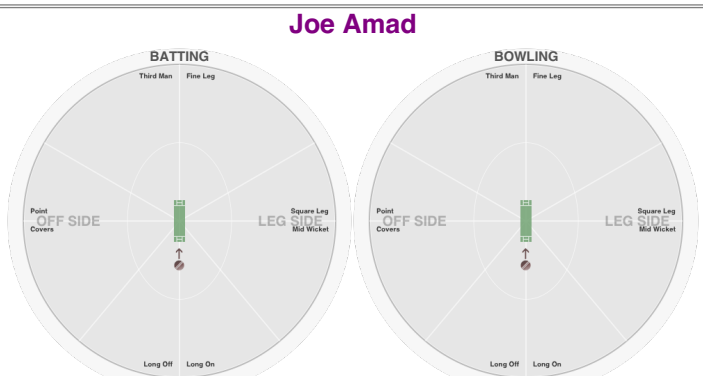 Joe Amad
BATTING
Third Man
Fine Leg
Point
OFF SIDE
Covers
Square Leg
LEG SIDE
Mid Wicket
Long Off
Long On
BOWLING
Third Man
Fine Leg
Point
OFF SIDE
Covers
Square Leg
LEG SIDE
Mid Wicket
Long Off
Long On